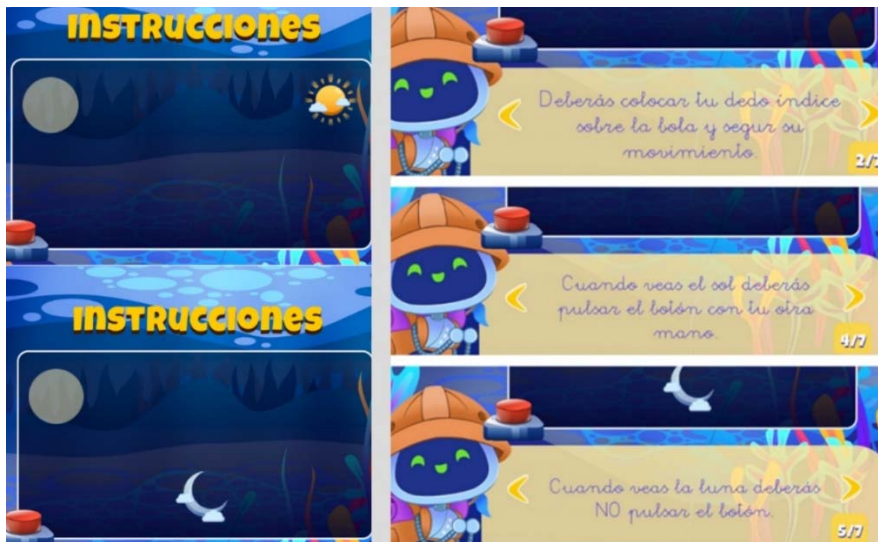 INSTRUCCIONES
INSTRUCCIONES
Deberás colocar tu dedo índice
sobre la bola y segur su
movimiento.
2/7
Cuando veas el sol deberás
pulsar el botón con tu otra
mano.
4/7
Cuando veas la luna deberás
NO pulsar el botón.
5/7